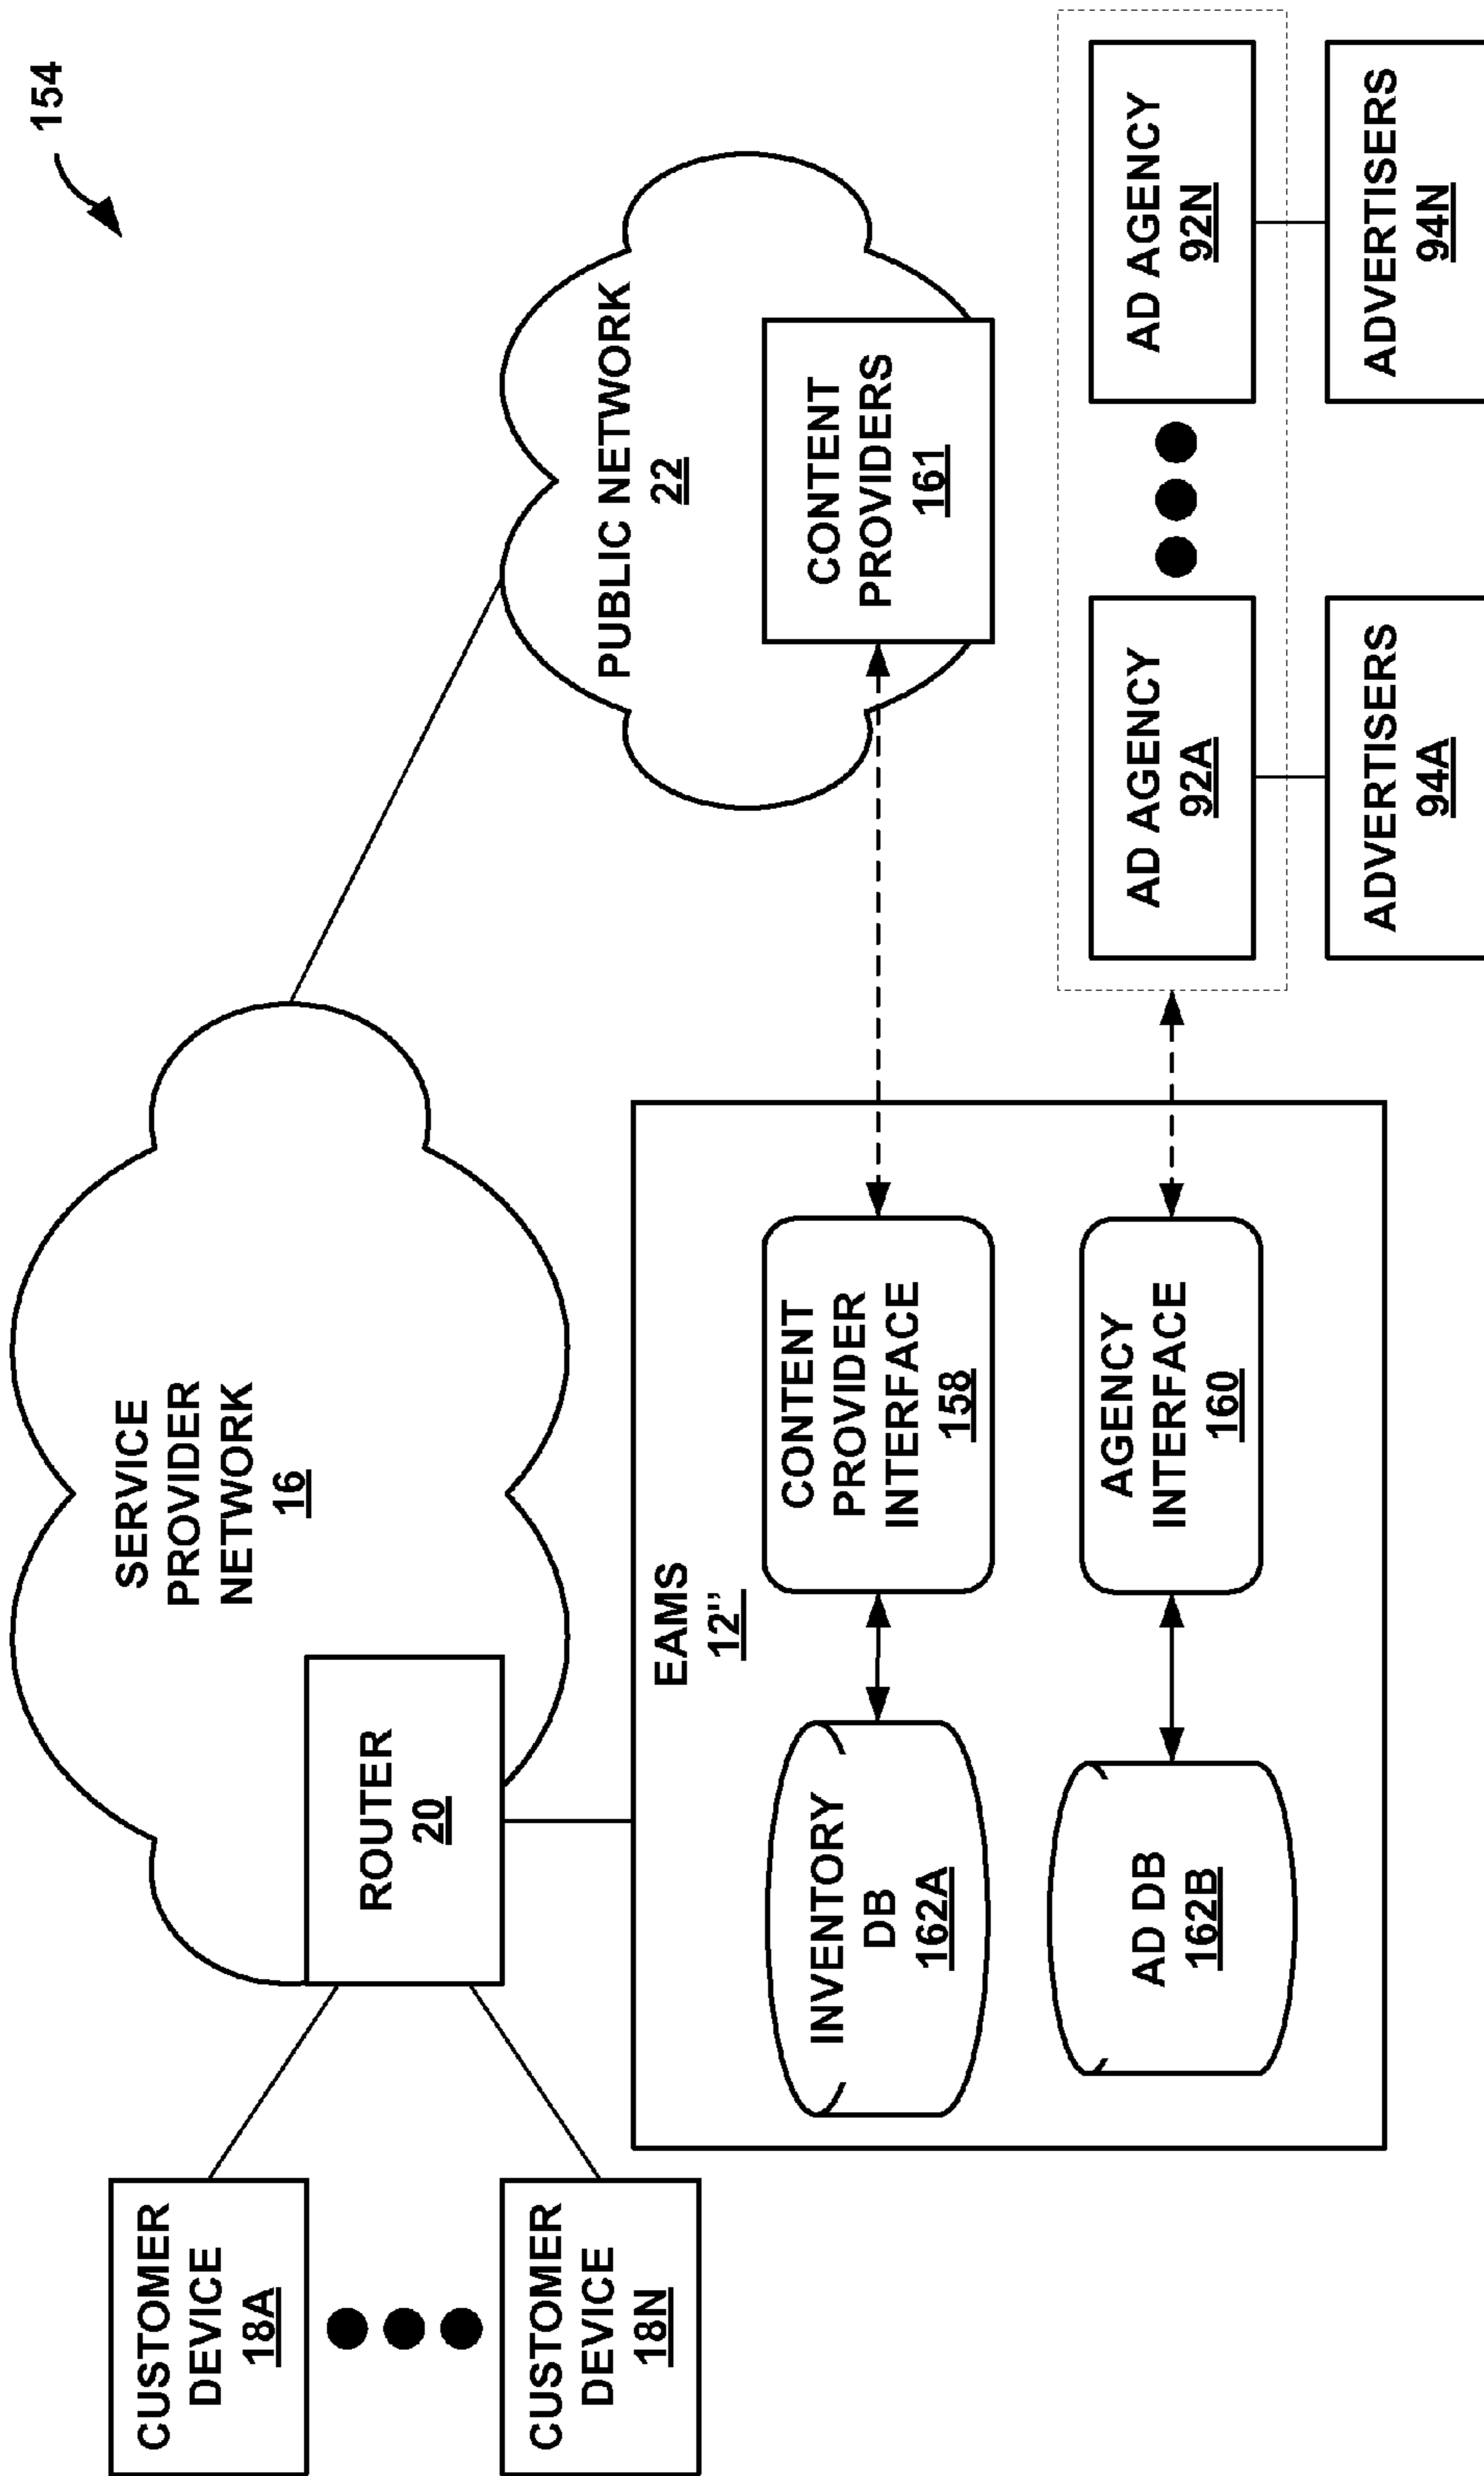 154
SERVICE
PROVIDER
NETWORK
16
PUBLIC NETWORK
22
CONTENT
PROVIDERS
161
CUSTOMER
DEVICE
18A
CUSTOMER
DEVICE
18N
ROUTER
20
EAMS
12"
INVENTORY
DB
162A
CONTENT
PROVIDER
INTERFACE
158
AD DB
162B
AGENCY
INTERFACE
160
AD AGENCY
92A
AD AGENCY
92N
ADVERTISERS
94A
ADVERTISERS
94N